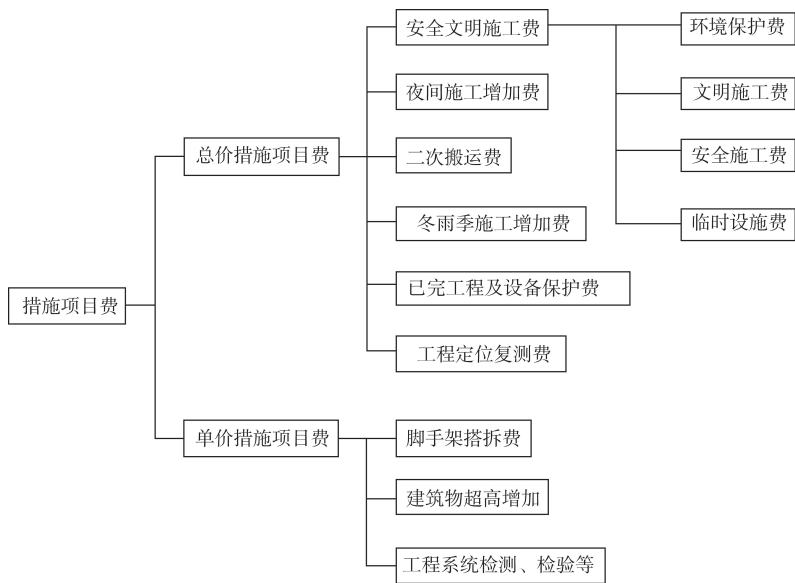 措施项目费
总价措施项目费
安全文明施工费
环境保护费
文明施工费
安全施工费
临时设施费
夜间施工增加费
二次搬运费
冬雨季施工增加费
已完工程及设备保护费
工程定位复测费
单价措施项目费
脚手架搭拆费
建筑物超高增加
工程系统检测、检验等